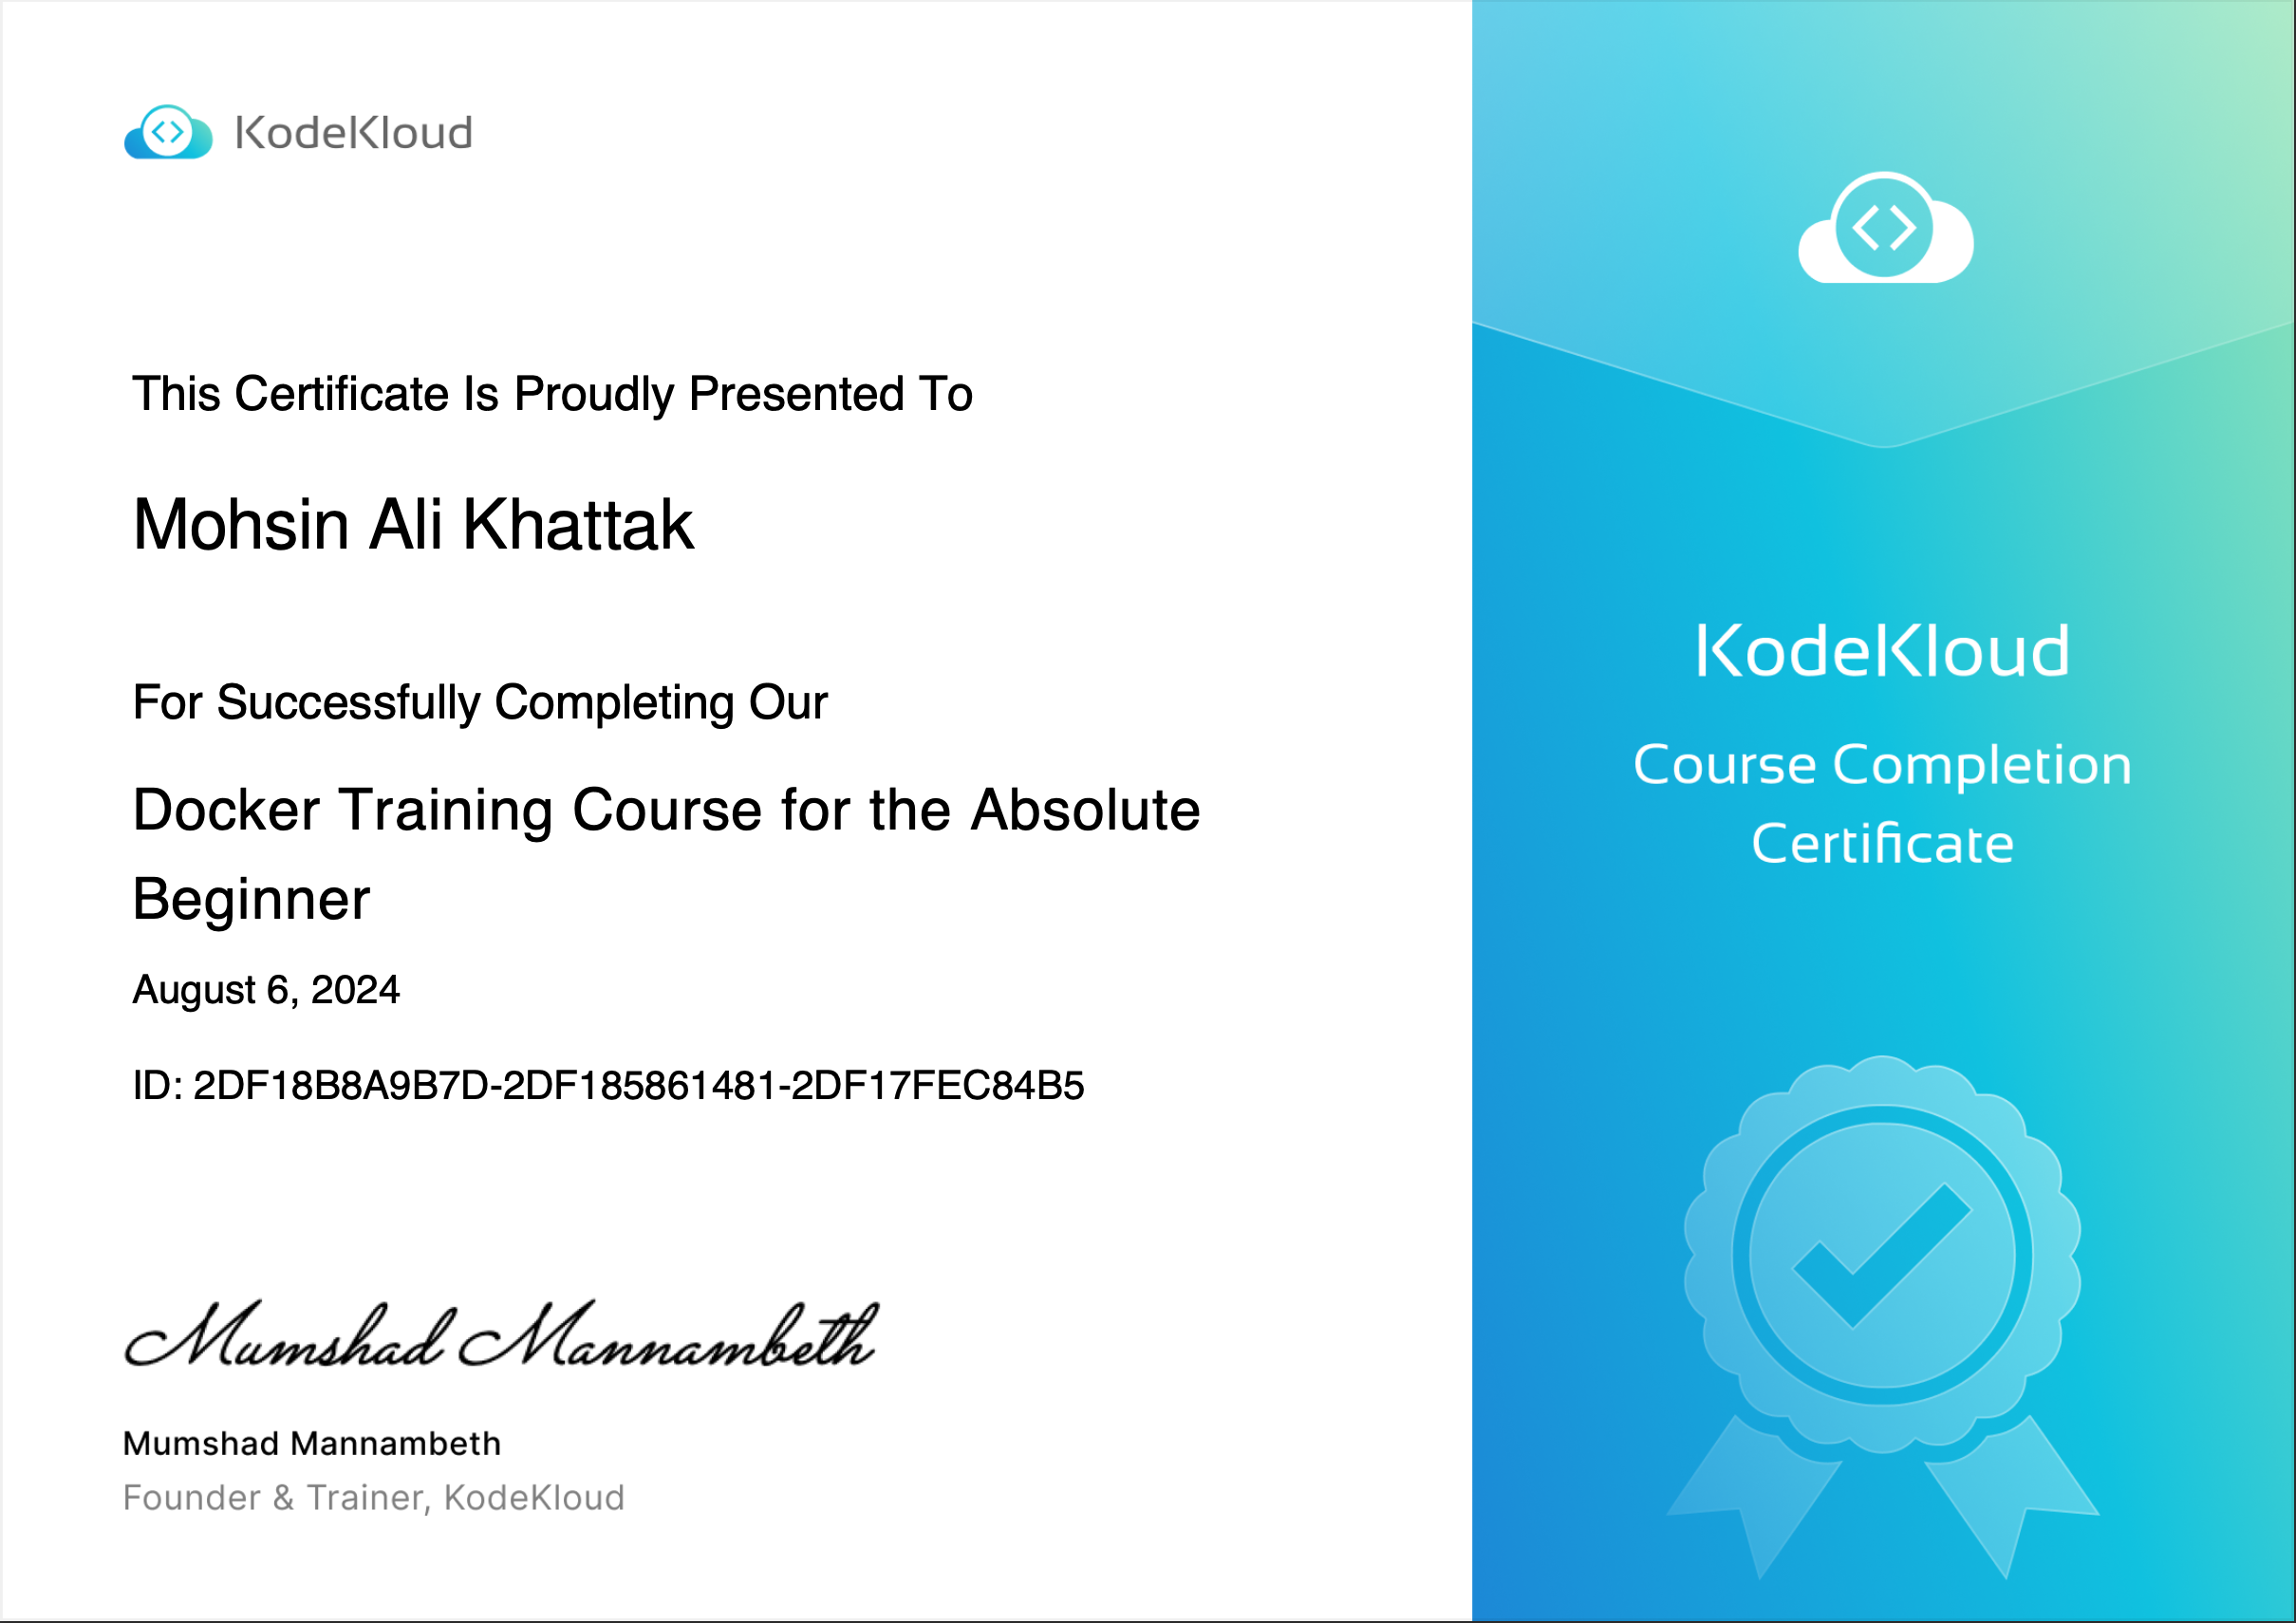 KodeKloud
This Certificate Is Proudly Presented To
Mohsin Ali Khattak
For Successfully Completing Our
Docker Training Course for the Absolute
Beginner
August 6, 2024
ID: 2DF18B8A9B7D-2DF185861481-2DF17FEC84B5
Mumshad Mannambeth
Mumshad Mannambeth
Founder & Trainer, KodeKloud
KodeKloud
Course Completion
Certificate